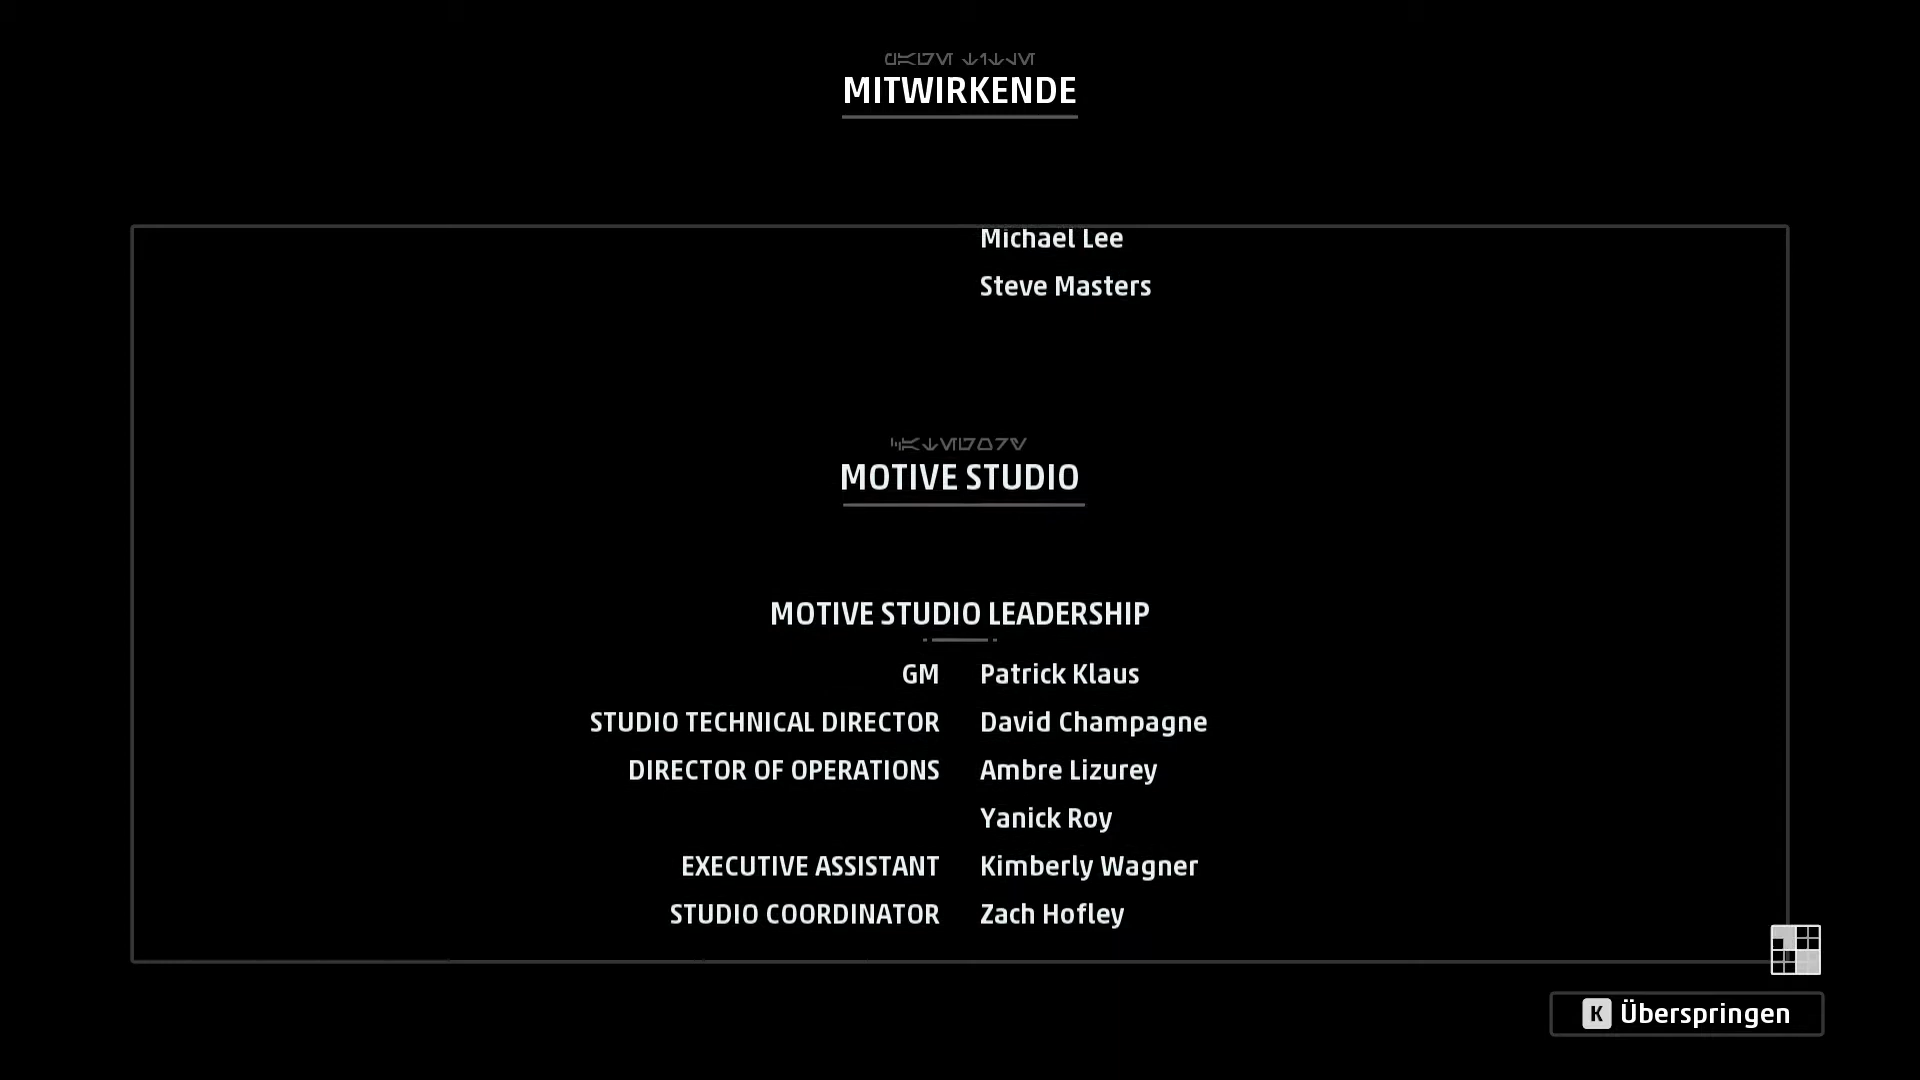 MITWIRKENDE
Michael Lee
Steve Masters
MOTIVE STUDIO
MOTIVE STUDIO LEADERSHIP
GM Patrick Klaus
STUDIO TECHNICAL DIRECTOR David Champagne
DIRECTOR OF OPERATIONS Ambre Lizurey
Yanick Roy
EXECUTIVE ASSISTANT Kimberly Wagner
STUDIO COORDINATOR Zach Hofley
K Überspringen